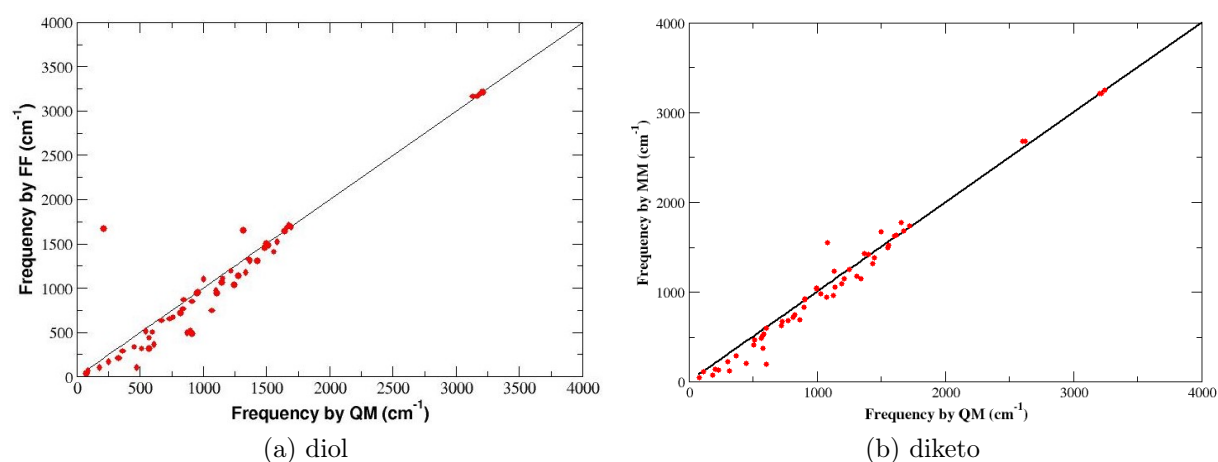 4000
3500
3000
2500
2000
1500
1000
500
0
Frequency by FF (cm⁻¹)
0 500 1000 1500 2000 2500 3000 3500 4000
Frequency by QM (cm⁻¹)
(a) diol
4000
3000
2000
1000
0
Frequency by MM (cm⁻¹)
0 1000 2000 3000 4000
Frequency by QM (cm⁻¹)
(b) diketo